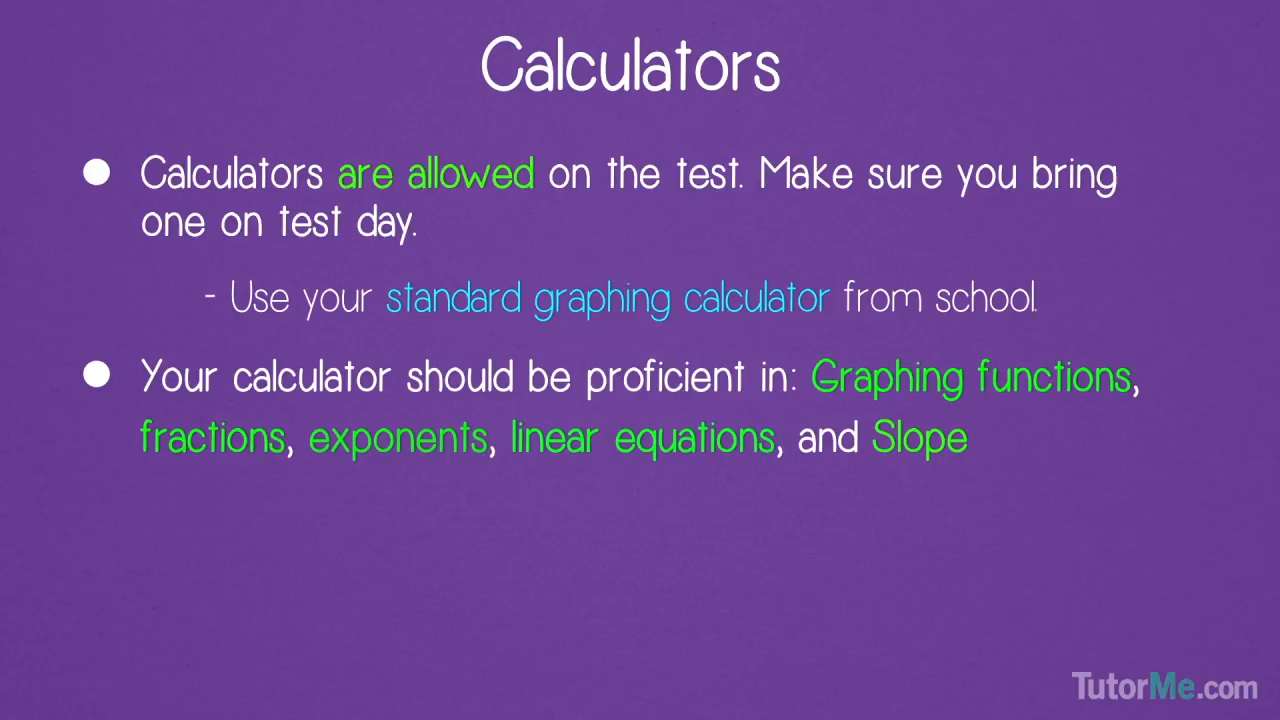 Calculators
● Calculators are allowed on the test. Make sure you bring
one on test day.
- Use your standard graphing calculator from school.
● Your calculator should be proficient in: Graphing functions,
fractions, exponents, linear equations, and Slope
TutorMe.com